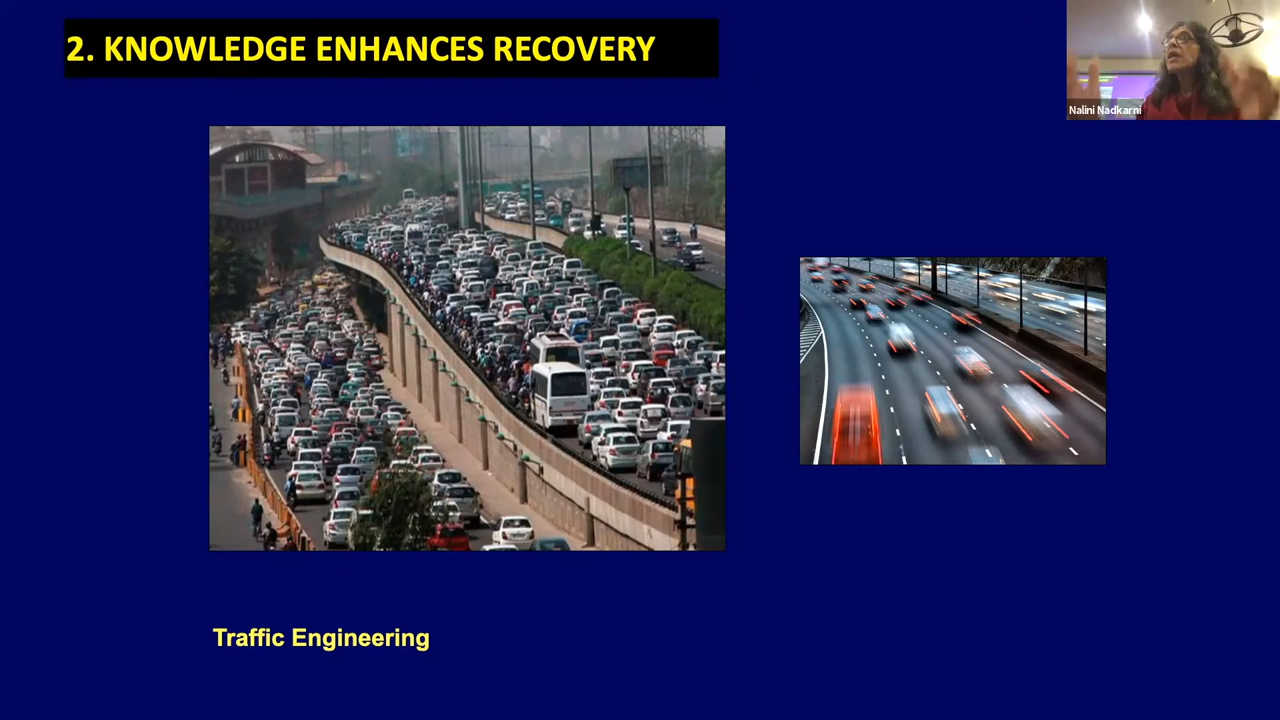 2. KNOWLEDGE ENHANCES RECOVERY
Nalini Nadkarni
Traffic Engineering